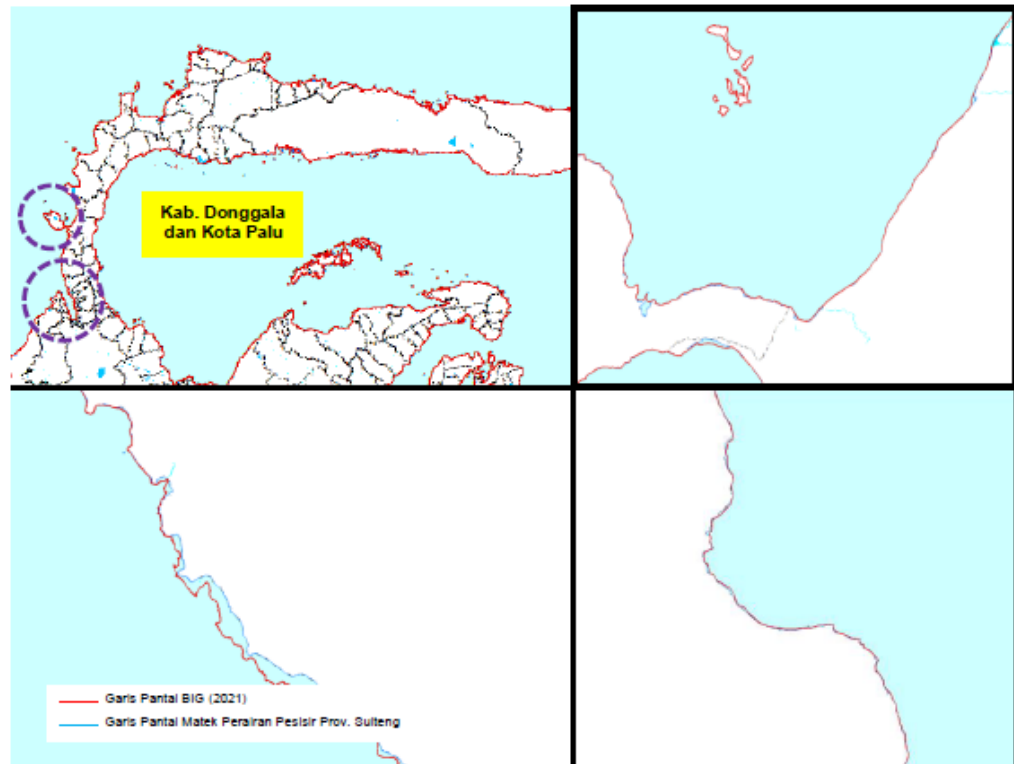 Kab. Donggala
dan Kota Palu
Garis Pantai BIG (2021)
Garis Pantai Matek Perairan Pesisir Prov. Sulteng